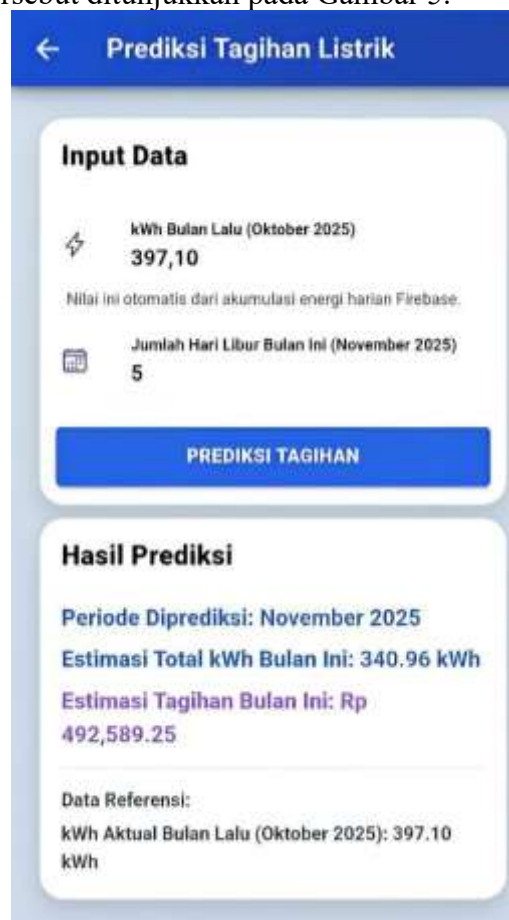 rsebut ditunjukkan pada Gambar 5.
Prediksi Tagihan Listrik
Input Data
kWh Bulan Lalu (Oktober 2025)
397,10
Nilai ini otomatis dari akumulasi energi harian Firebase.
Jumlah Hari Libur Bulan Ini (November 2025)
5
PREDIKSI TAGIHAN
Hasil Prediksi
Periode Diprediksi: November 2025
Estimasi Total kWh Bulan Ini: 340.96 kWh
Estimasi Tagihan Bulan Ini: Rp
492,589.25
Data Referensi:
kWh Aktual Bulan Lalu (Oktober 2025): 397.10
kWh